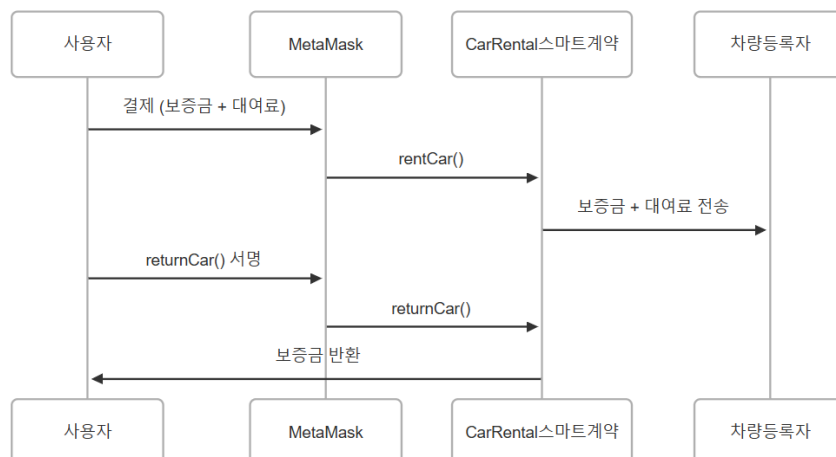 사용자
MetaMask
CarRental스마트계약
차량등록자
결제 (보증금 + 대여료)
rentCar()
보증금 + 대여료 전송
returnCar() 서명
returnCar()
보증금 반환
사용자
MetaMask
CarRental스마트계약
차량등록자